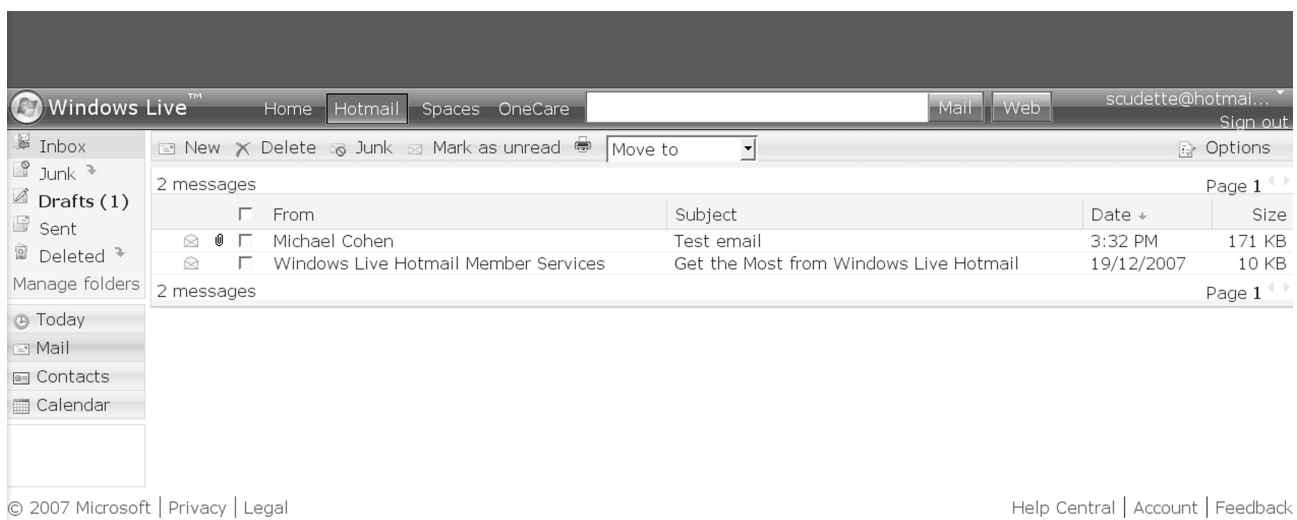 Windows Live™ Home Hotmail Spaces OneCare Mail Web scudette@hotmai...
Sign out
Inbox
Junk
Drafts (1)
Sent
Deleted
Manage folders
Today
Mail
Contacts
Calendar
New Delete Junk Mark as unread Move to Options
2 messages Page 1
From Subject Date Size
Michael Cohen Test email 3:32 PM 171 KB
Windows Live Hotmail Member Services Get the Most from Windows Live Hotmail 19/12/2007 10 KB
2 messages Page 1
© 2007 Microsoft | Privacy | Legal Help Central | Account | Feedback